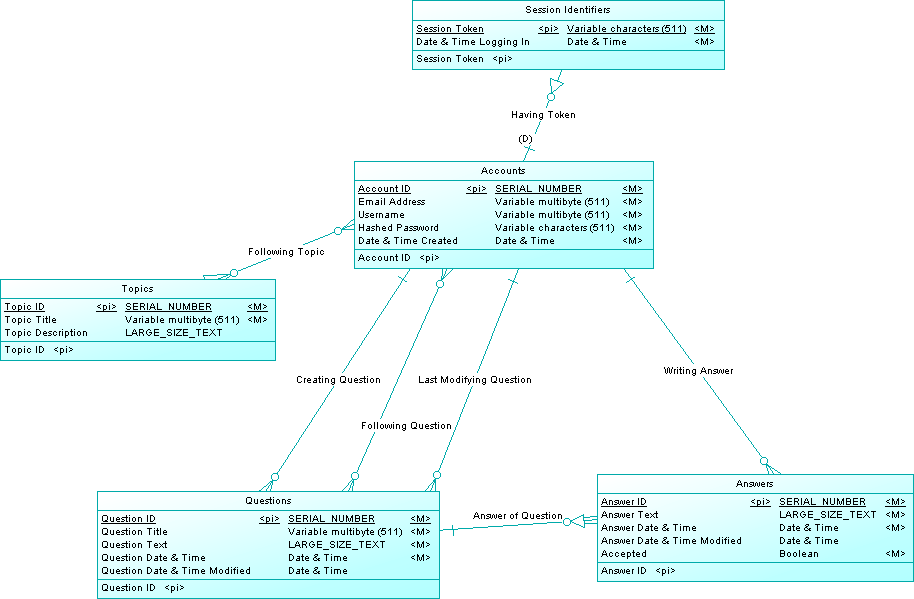 Session Identifiers
Session Token <pi> Variable characters (511) <M>
Date & Time Logging In Date & Time <M>
Session Token <pi>
Having Token
(D)
Accounts
Account ID <pi> SERIAL_NUMBER <M>
Email Address Variable multibyte (511) <M>
Username Variable multibyte (511) <M>
Hashed Password Variable characters (511) <M>
Date & Time Created Date & Time <M>
Account ID <pi>
Following Topic
Topics
Topic ID <pi> SERIAL_NUMBER <M>
Topic Title Variable multibyte (511) <M>
Topic Description LARGE_SIZE_TEXT
Topic ID <pi>
Creating Question
Last Modifying Question
Writing Answer
Following Question
Questions
Question ID <pi> SERIAL_NUMBER <M>
Question Title Variable multibyte (511) <M>
Question Text LARGE_SIZE_TEXT <M>
Question Date & Time Date & Time <M>
Question Date & Time Modified Date & Time
Question ID <pi>
Answer of Question
Answers
Answer ID <pi> SERIAL_NUMBER <M>
Answer Text LARGE_SIZE_TEXT <M>
Answer Date & Time Date & Time <M>
Answer Date & Time Modified Date & Time
Accepted Boolean <M>
Answer ID <pi>